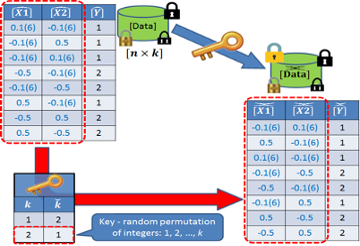 [X̄1] [X̄2] [Ȳ]
0.1(6) -0.1(6) 1
-0.1(6) 0.5 1
-0.1(6) 0.1(6) 1
-0.5 -0.1(6) 2
-0.1(6) -0.5 2
0.5 -0.1(6) 1
-0.5 0.5 2
0.5 -0.5 2
[Data]
[n × k]
[Data]
[X1] [X2] [Y]
-0.1(6) 0.1(6) 1
0.5 -0.1(6) 1
0.1(6) -0.1(6) 1
-0.1(6) -0.5 2
-0.5 -0.1(6) 2
-0.1(6) 0.5 1
0.5 -0.5 2
-0.5 0.5 2
k k̃
1 2
2 1
Key - random permutation
of integers: 1, 2, ..., k